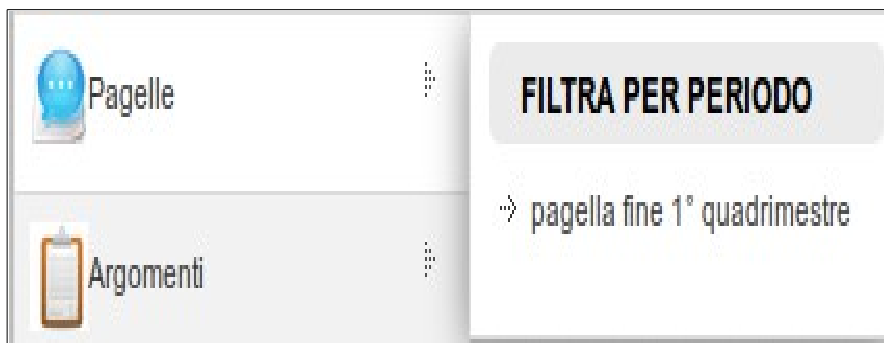 Pagelle
Argomenti
FILTRA PER PERIODO
pagella fine 1° quadrimestre